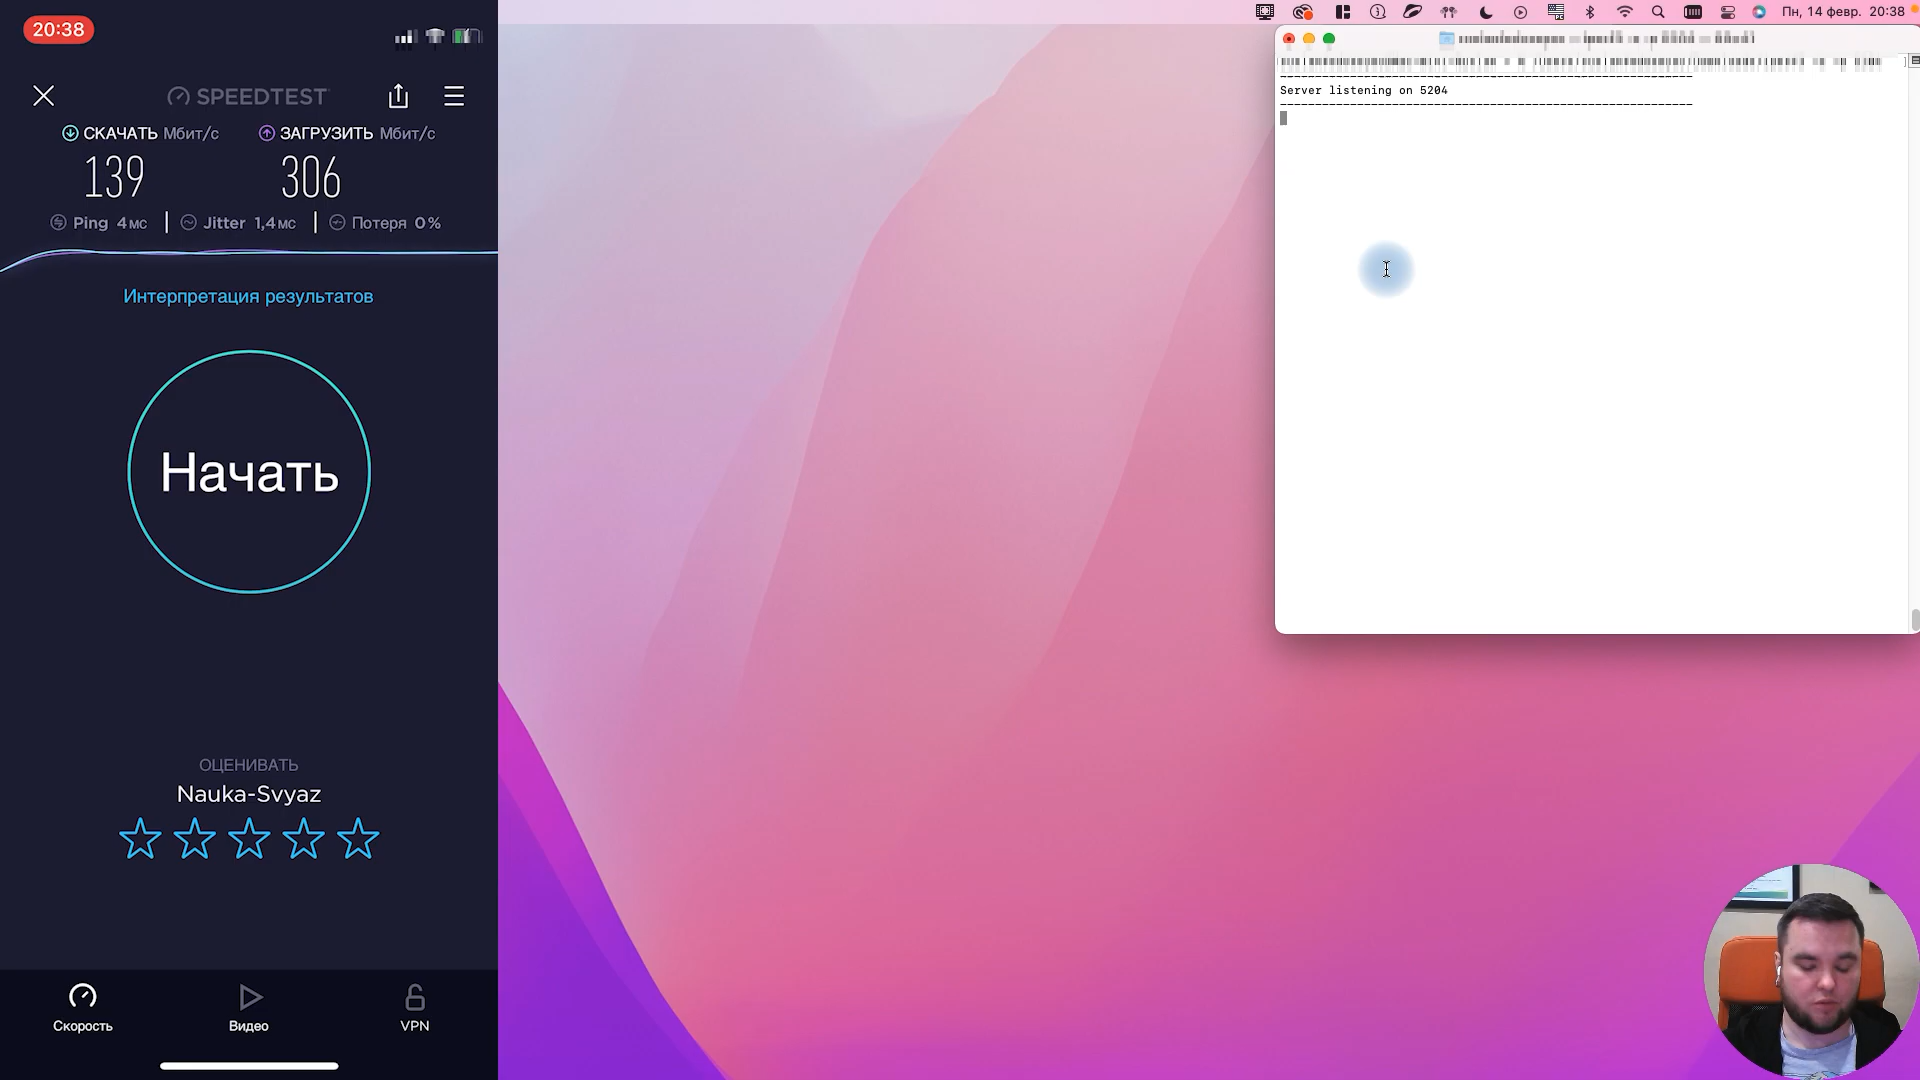 20:38
SPEEDTEST
СКАЧАТЬ Мбит/с
ЗАГРУЗИТЬ Мбит/с
139
306
Ping 4 мс
Jitter 1,4 мс
Потеря 0 %
Интерпретация результатов
Начать
ОЦЕНИВАТЬ
Nauka-Svyaz
Скорость
Видео
VPN
Пн, 14 февр. 20:38
Server listening on 5204